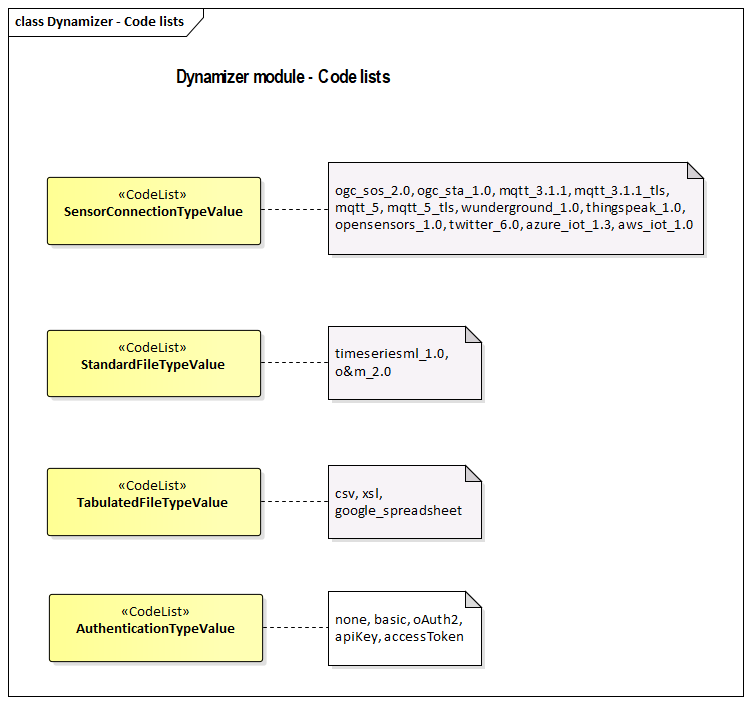 class Dynamizer - Code lists
Dynamizer module - Code lists
«CodeList»
SensorConnectionTypeValue
ogc_sos_2.0, ogc_sta_1.0, mqtt_3.1.1, mqtt_3.1.1_tls,
mqtt_5, mqtt_5_tls, wunderground_1.0, thingspeak_1.0,
opensensors_1.0, twitter_6.0, azure_iot_1.3, aws_iot_1.0
«CodeList»
StandardFileTypeValue
timeseriesml_1.0,
o&m_2.0
«CodeList»
TabulatedFileTypeValue
csv, xsl,
google_spreadsheet
«CodeList»
AuthenticationTypeValue
none, basic, oAuth2,
apiKey, accessToken